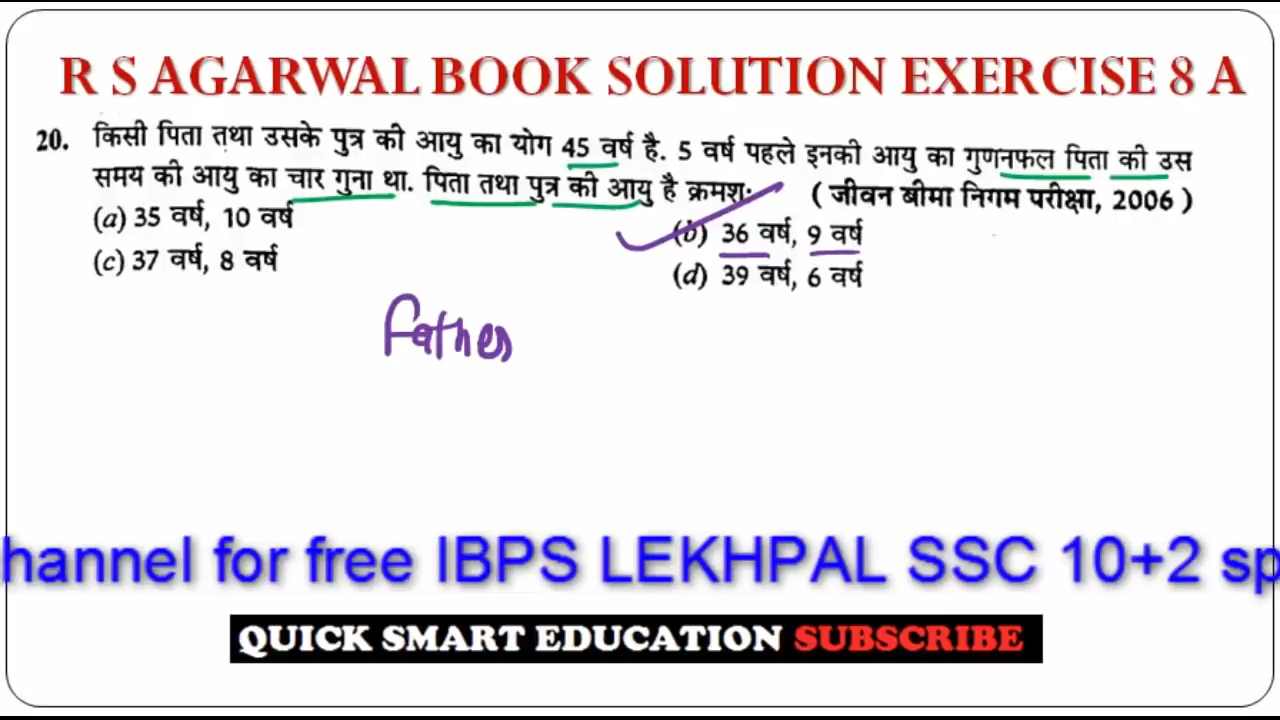 R S AGARWAL BOOK SOLUTION EXERCISE 8 A
20. किसी पिता तथा उसके पुत्र की आयु का योग 45 वर्ष है. 5 वर्ष पहले इनकी आयु का गुणनफल पिता की उस
समय की आयु का चार गुना था. पिता तथा पुत्र की आयु है क्रमशः (जीवन बीमा निगम परीक्षा, 2006)
(a) 35 वर्ष, 10 वर्ष (b) 36 वर्ष, 9 वर्ष
(c) 37 वर्ष, 8 वर्ष (d) 39 वर्ष, 6 वर्ष
Father
hannel for free IBPS LEKHPAL SSC 10+2 sp
QUICK SMART EDUCATION SUBSCRIBE